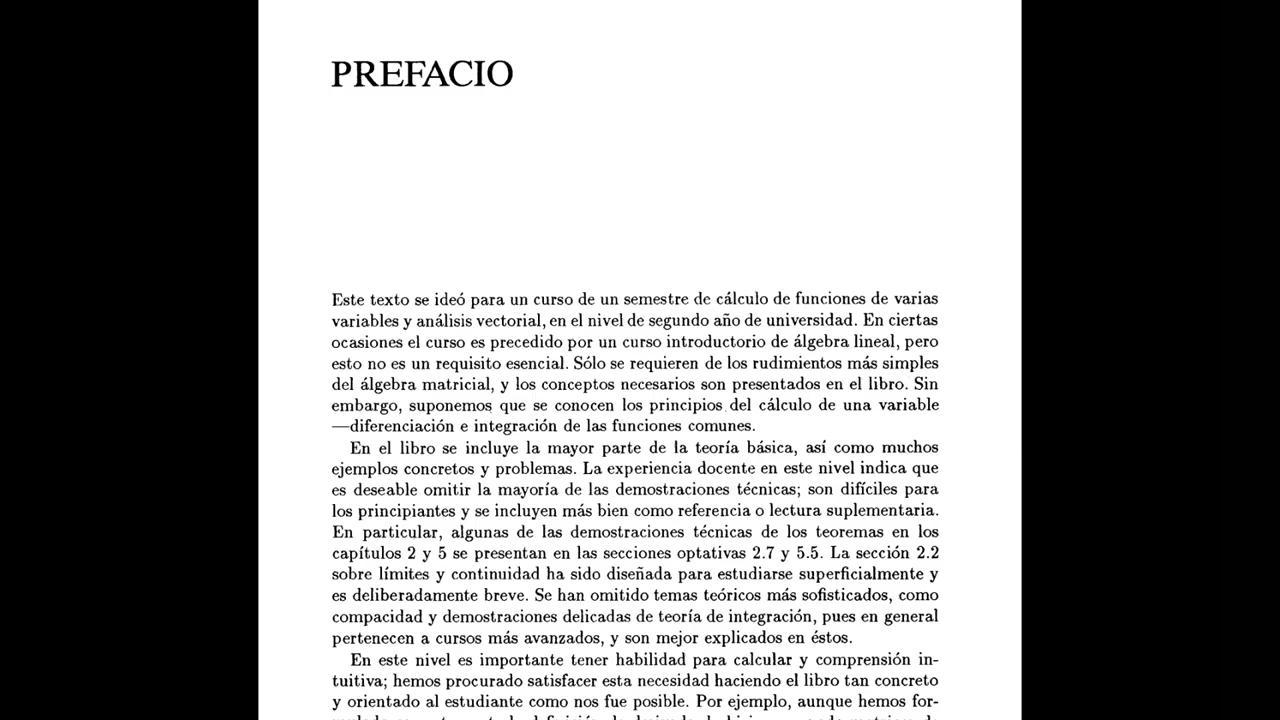 PREFACIO
Este texto se ideó para un curso de un semestre de cálculo de funciones de varias
variables y análisis vectorial, en el nivel de segundo año de universidad. En ciertas
ocasiones el curso es precedido por un curso introductorio de álgebra lineal, pero
esto no es un requisito esencial. Sólo se requieren de los rudimientos más simples
del álgebra matricial, y los conceptos necesarios son presentados en el libro. Sin
embargo, suponemos que se conocen los principios del cálculo de una variable
—diferenciación e integración de las funciones comunes.
En el libro se incluye la mayor parte de la teoría básica, así como muchos
ejemplos concretos y problemas. La experiencia docente en este nivel indica que
es deseable omitir la mayoría de las demostraciones técnicas; son difíciles para
los principiantes y se incluyen más bien como referencia o lectura suplementaria.
En particular, algunas de las demostraciones técnicas de los teoremas en los
capítulos 2 y 5 se presentan en las secciones optativas 2.7 y 5.5. La sección 2.2
sobre límites y continuidad ha sido diseñada para estudiarse superficialmente y
es deliberadamente breve. Se han omitido temas teóricos más sofisticados, como
compacidad y demostraciones delicadas de teoría de integración, pues en general
pertenecen a cursos más avanzados, y son mejor explicados en éstos.
En este nivel es importante tener habilidad para calcular y comprensión in-
tuitiva; hemos procurado satisfacer esta necesidad haciendo el libro tan concreto
y orientado al estudiante como nos fue posible. Por ejemplo, aunque hemos for-